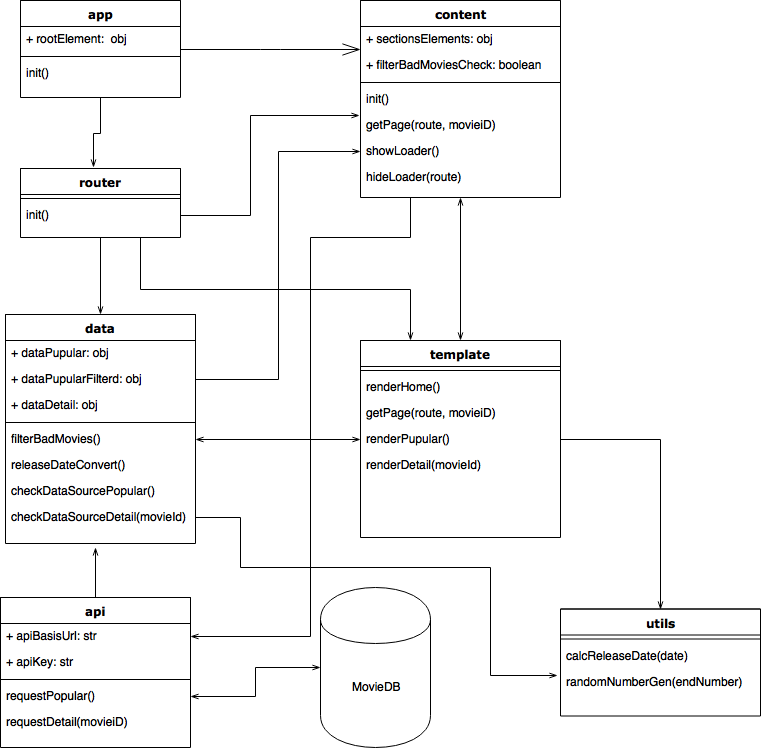 app
+ rootElement: obj
init()
content
+ sectionsElements: obj
+ filterBadMoviesCheck: boolean
init()
getPage(route, movieiD)
showLoader()
hideLoader(route)
router
init()
data
+ dataPupular: obj
+ dataPupularFilterd: obj
+ dataDetail: obj
filterBadMovies()
releaseDateConvert()
checkDataSourcePopular()
checkDataSourceDetail(movieId)
template
renderHome()
getPage(route, movieiD)
renderPupular()
renderDetail(movieId)
api
+ apiBasisUrl: str
+ apiKey: str
requestPopular()
requestDetail(movieiD)
MovieDB
utils
calcReleaseDate(date)
randomNumberGen(endNumber)